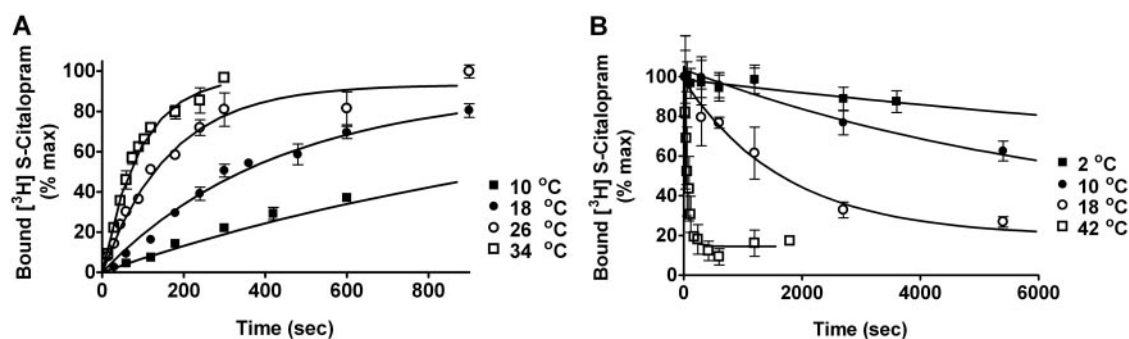 A
Bound [³H] S-Citalopram
(% max)
100
80
60
40
20
0
0 200 400 600 800
Time (sec)
10 °C
18 °C
26 °C
34 °C
B
Bound [³H] S-Citalopram
(% max)
100
80
60
40
20
0
0 2000 4000 6000
Time (sec)
2 °C
10 °C
18 °C
42 °C